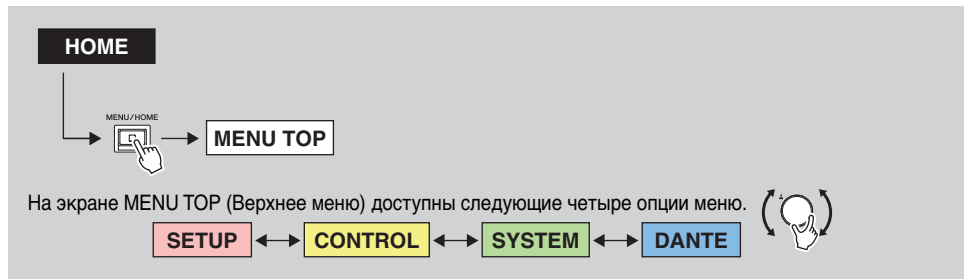 HOME
MENU/HOME
MENU TOP
На экране MENU TOP (Верхнее меню) доступны следующие четыре опции меню.
SETUP CONTROL SYSTEM DANTE